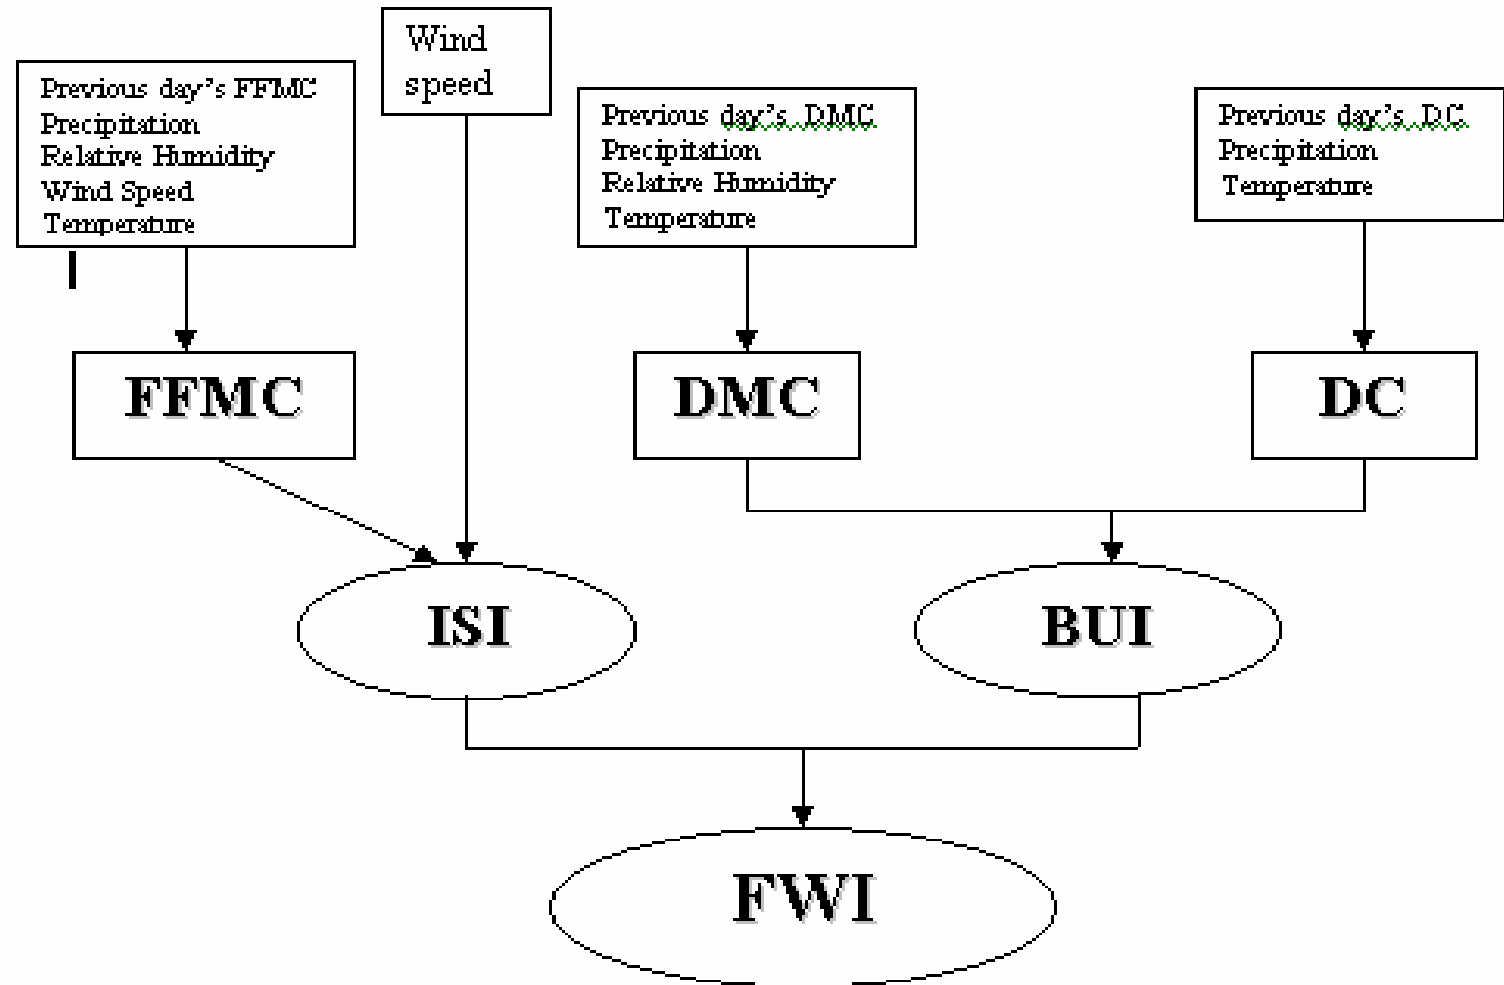 Wind
speed
Previous day's FFMC
Precipitation
Relative Humidity
Wind Speed
Temperature
Previous day's DMC
Precipitation
Relative Humidity
Temperature
Previous day's DC
Precipitation
Temperature
FFMC
DMC
DC
ISI
BUI
FWI